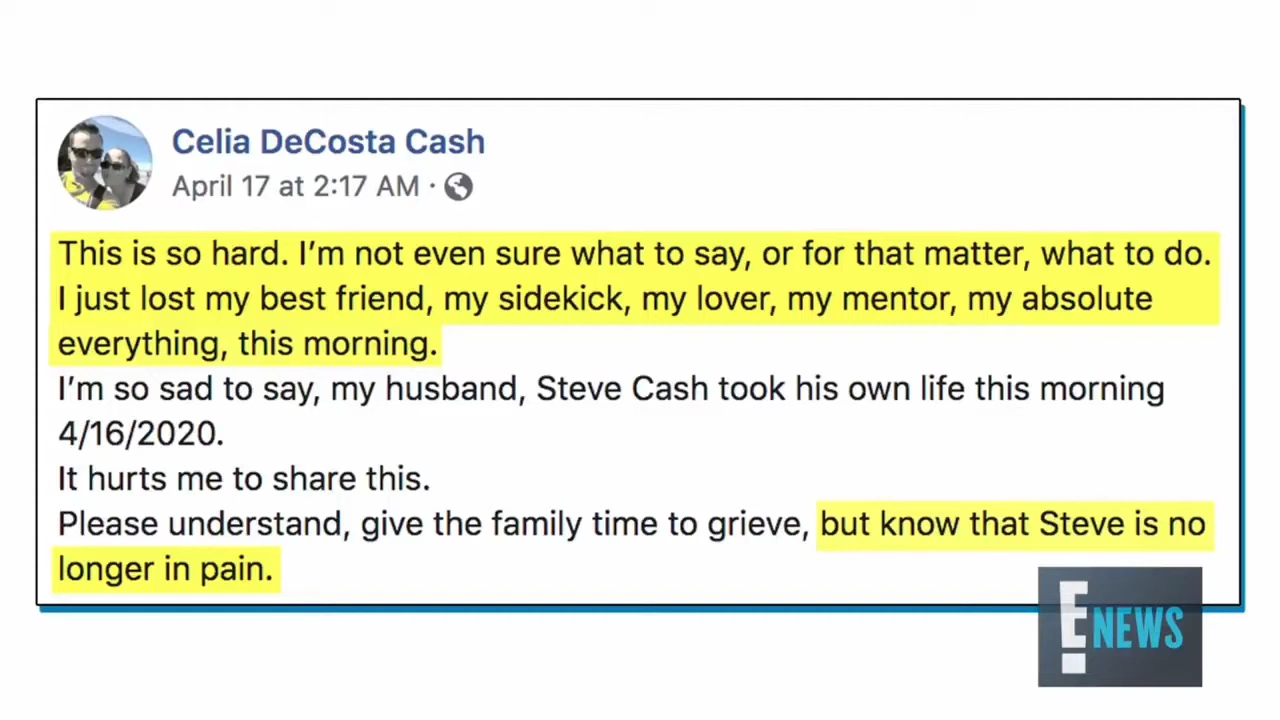 Celia DeCosta Cash
April 17 at 2:17 AM ·
This is so hard. I’m not even sure what to say, or for that matter, what to do.
I just lost my best friend, my sidekick, my lover, my mentor, my absolute
everything, this morning.
I’m so sad to say, my husband, Steve Cash took his own life this morning
4/16/2020.
It hurts me to share this.
Please understand, give the family time to grieve, but know that Steve is no
longer in pain.
E! NEWS